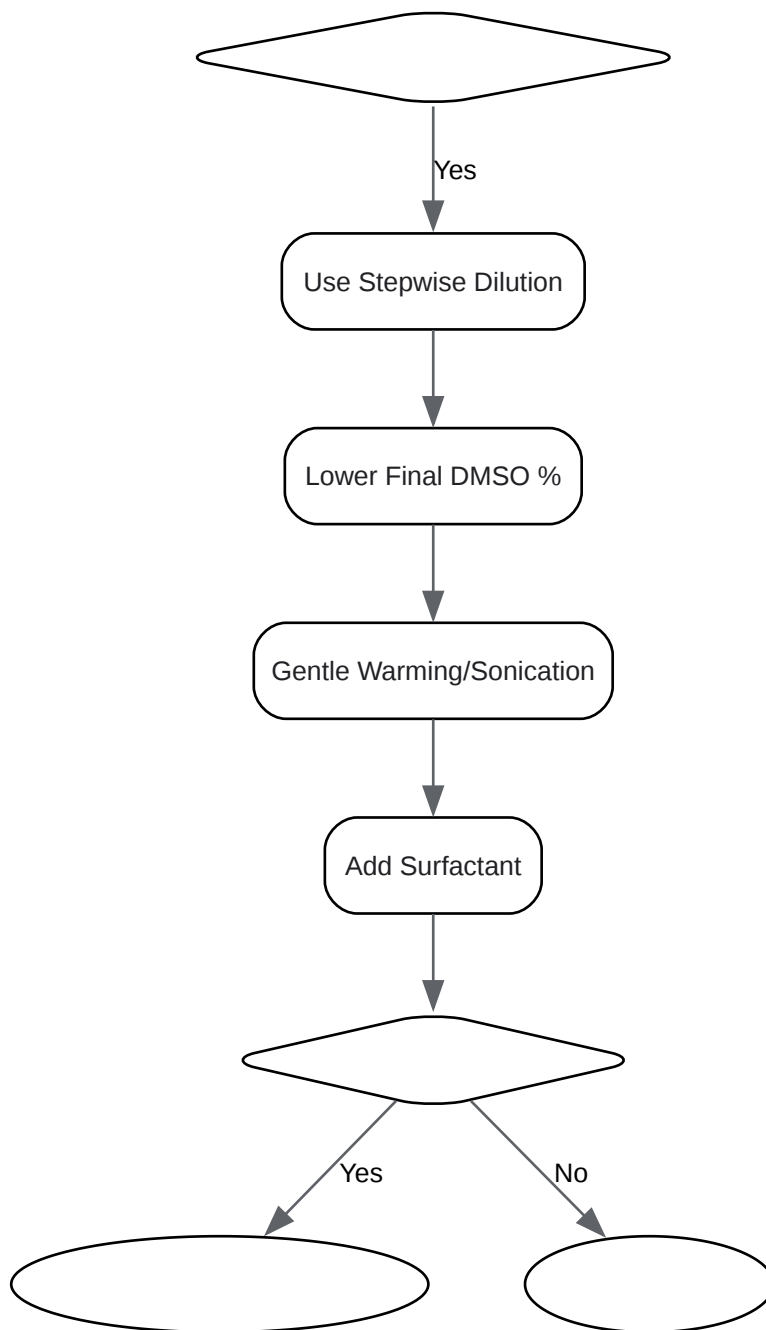 Yes
Use Stepwise Dilution
Lower Final DMSO %
Gentle Warming/Sonication
Add Surfactant
Yes
No